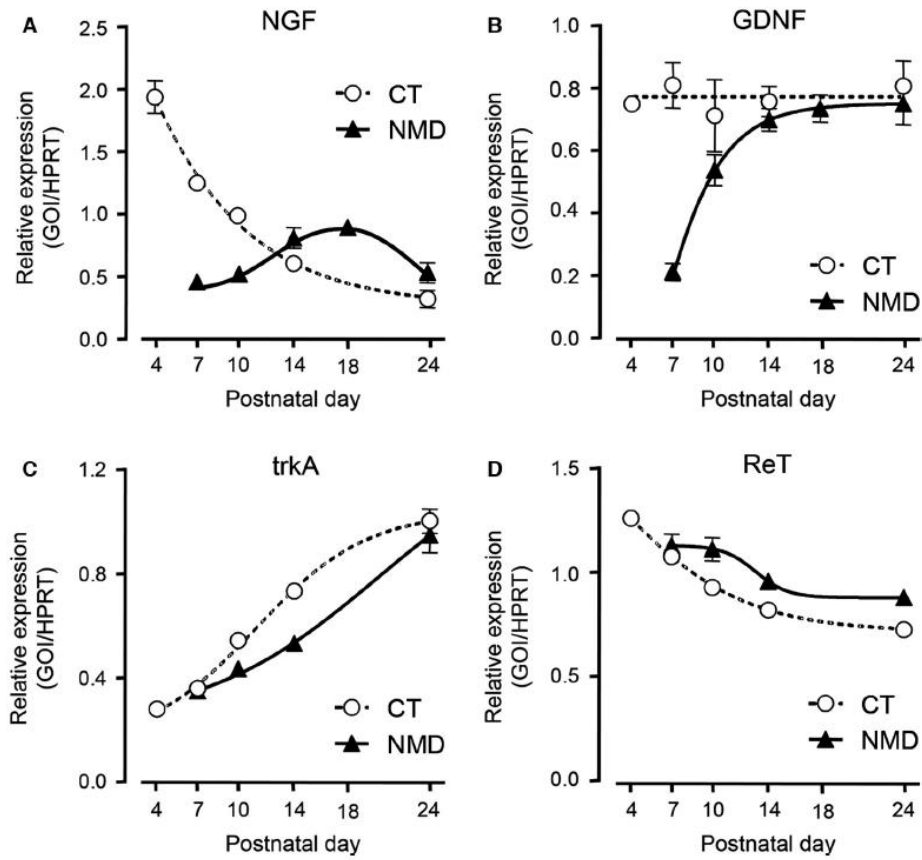 A
NGF
2.5
2.0
1.5
1.0
0.5
0.0
Relative expression
(GOI/HPRT)
CT
NMD
4 7 10 14 18 24
Postnatal day
B
GDNF
1.0
0.8
0.6
0.4
0.2
0.0
Relative expression
(GOI/HPRT)
CT
NMD
4 7 10 14 18 24
Postnatal day
C
trkA
1.2
0.8
0.4
0.0
Relative expression
(GOI/HPRT)
CT
NMD
4 7 10 14 18 24
Postnatal day
D
ReT
1.5
1.0
0.5
0.0
Relative expression
(GOI/HPRT)
CT
NMD
4 7 10 14 18 24
Postnatal day